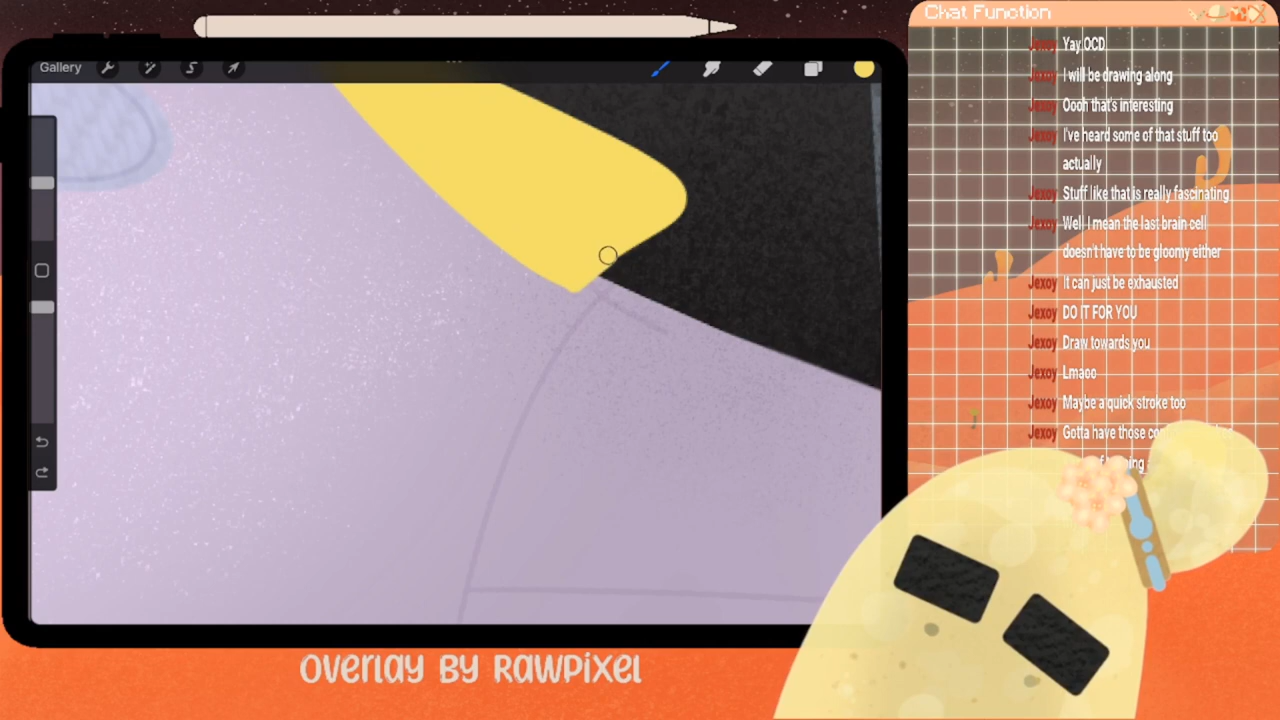 Chat Function
Gallery
Jexoy Yay OCD
Jexoy I will be drawing along
Jexoy Oooh that's interesting
Jexoy I've heard some of that stuff too
actually
Jexoy Stuff like that is really fascinating
Jexoy Well I mean the last brain cell
doesn't have to be gloomy either
Jexoy It can just be exhausted
Jexoy DO IT FOR YOU
Jexoy Draw towards you
Jexoy Lmaoo
Jexoy Maybe a quick stroke too
Jexoy Gotta have those
OVERLAY BY RAWPIXEL